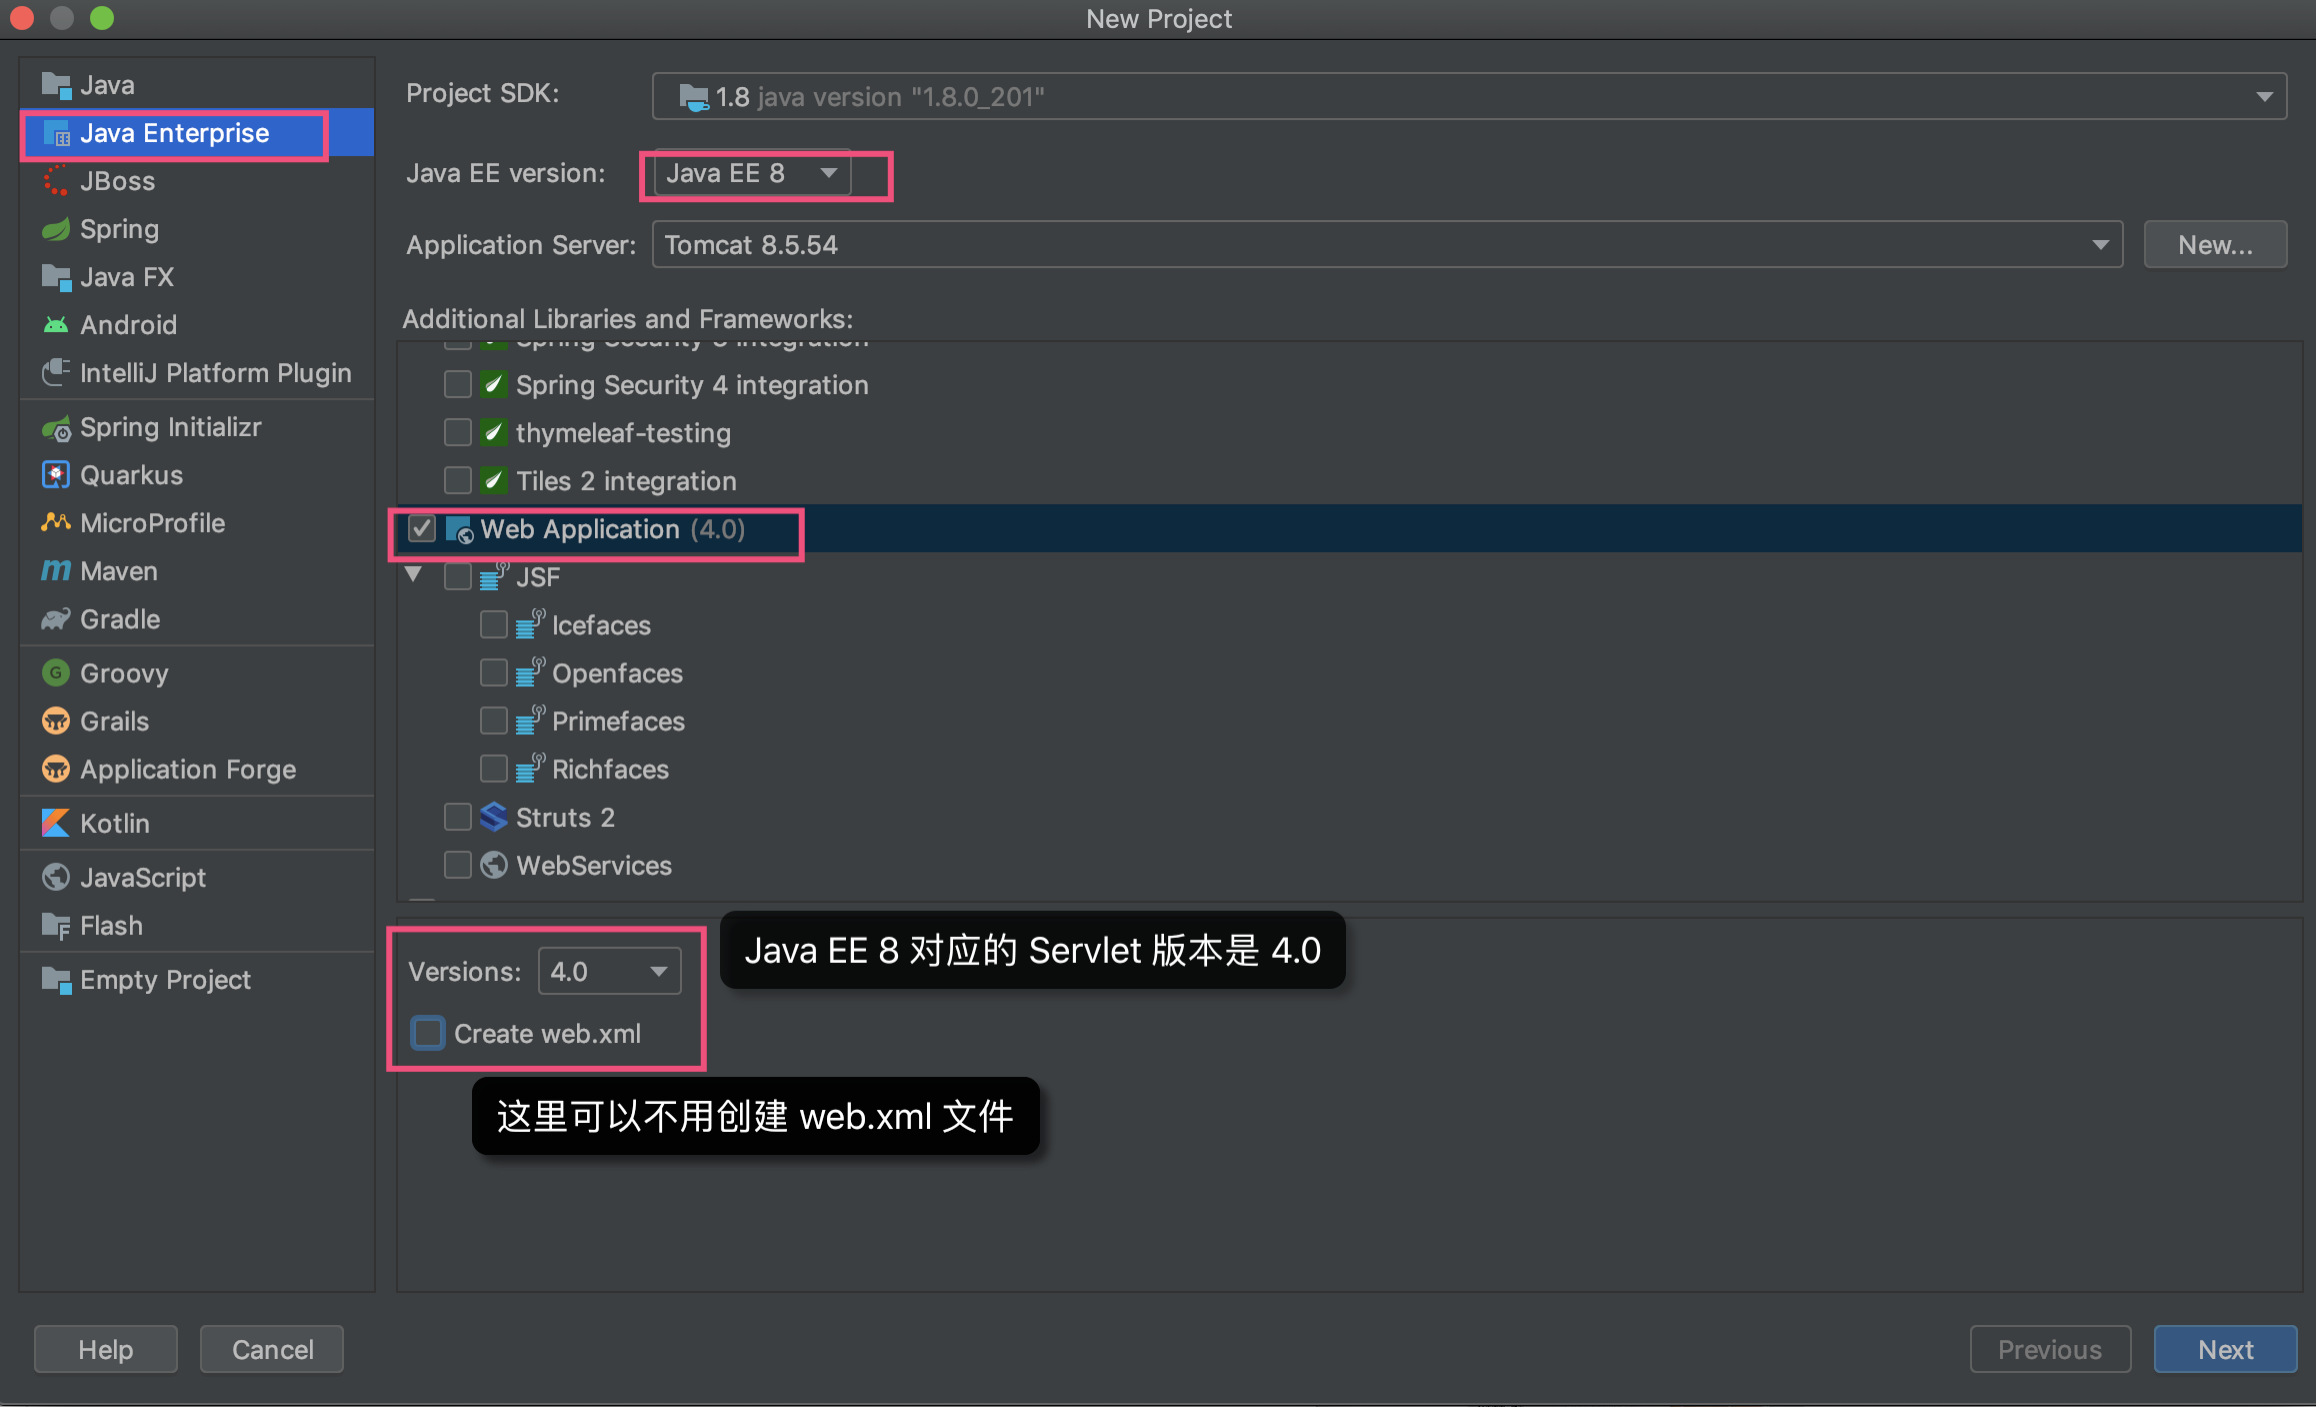 New Project
Java
Java Enterprise
JBoss
Spring
Java FX
Android
IntelliJ Platform Plugin
Spring Initializr
Quarkus
MicroProfile
Maven
Gradle
Groovy
Grails
Application Forge
Kotlin
JavaScript
Flash
Empty Project
Project SDK: 1.8 java version "1.8.0_201"
Java EE version: Java EE 8
Application Server: Tomcat 8.5.54 New...
Additional Libraries and Frameworks:
Spring Security 4 integration
thymeleaf-testing
Tiles 2 integration
Web Application (4.0)
JSF
Icefaces
Openfaces
Primefaces
Richfaces
Struts 2
WebServices
Versions: 4.0
Java EE 8 对应的 Servlet 版本是 4.0
Create web.xml
这里可以不用创建 web.xml 文件
Help Cancel Previous Next